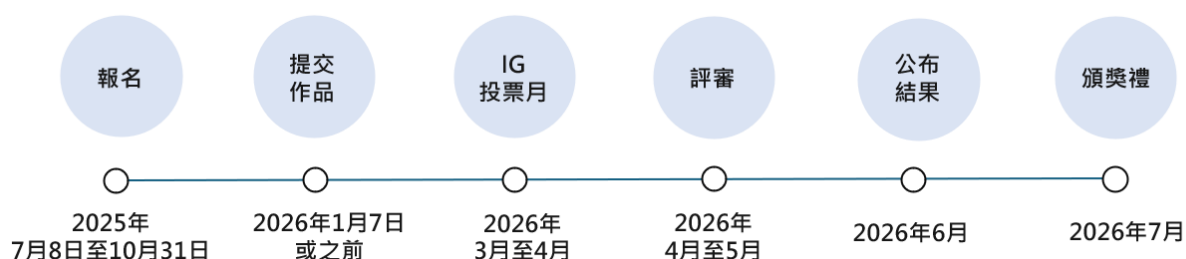 報名
提交
作品
IG
投票月
評審
公布
結果
頒獎禮
2025年
7月8日至10月31日
2026年1月7日
或之前
2026年
3月至4月
2026年
4月至5月
2026年6月
2026年7月